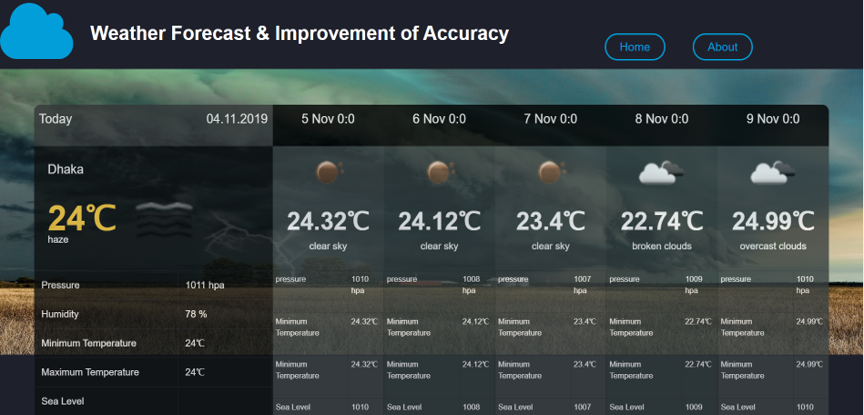 Weather Forecast & Improvement of Accuracy
Home
About
Today 04.11.2019 5 Nov 0:0 6 Nov 0:0 7 Nov 0:0 8 Nov 0:0 9 Nov 0:0
Dhaka
24℃ 24.32℃ 24.12℃ 23.4℃ 22.74℃ 24.99℃
haze clear sky clear sky clear sky broken clouds overcast clouds
Pressure 1011 hpa
Humidity 78 %
Minimum Temperature 24℃
Maximum Temperature 24℃
Sea Level
pressure 1010 hpa pressure 1008 hpa pressure 1007 hpa pressure 1009 hpa pressure 1010 hpa
Minimum Temperature 24.32℃ Minimum Temperature 24.12℃ Minimum Temperature 23.4℃ Minimum Temperature 22.74℃ Minimum Temperature 24.99℃
Minimum Temperature 24.32℃ Minimum Temperature 24.12℃ Minimum Temperature 23.4℃ Minimum Temperature 22.74℃ Minimum Temperature 24.99℃
Sea Level 1010 Sea Level 1008 Sea Level 1007 Sea Level 1009 Sea Level 1010